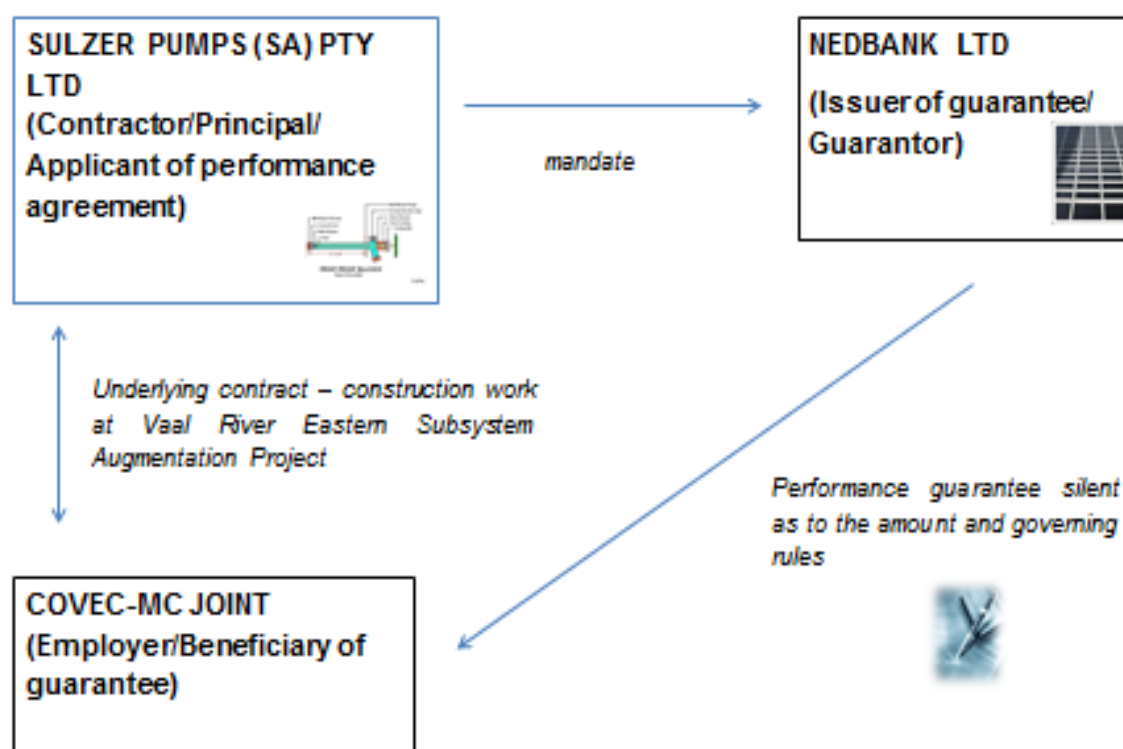 SULZER PUMPS (SA) PTY
LTD
(Contractor/Principal/
Applicant of performance
agreement)
mandate
NEDBANK LTD
(Issuer of guarantee/
Guarantor)
Underlying contract – construction work
at Vaal River Eastern Subsystem
Augmentation Project
Performance guarantee silent
as to the amount and governing
rules
COVEC-MC JOINT
(Employer/Beneficiary of
guarantee)